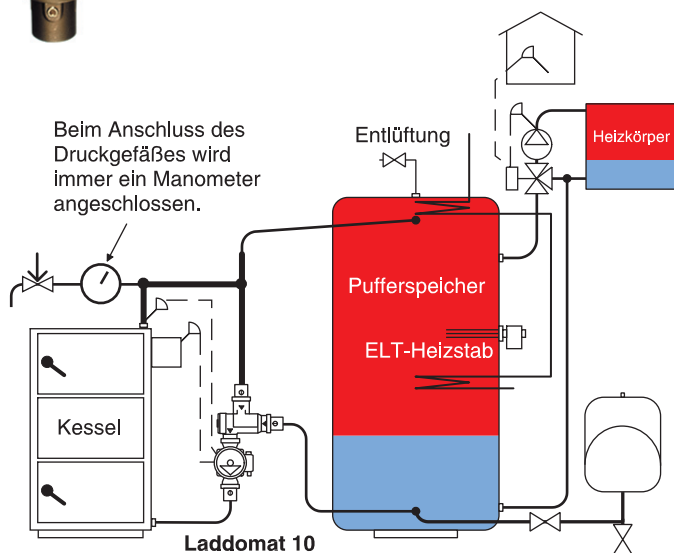 Beim Anschluss des
Druckgefäßes wird
immer ein Manometer
angeschlossen.
Entlüftung
Heizkörper
Pufferspeicher
ELT-Heizstab
Kessel
Laddomat 10